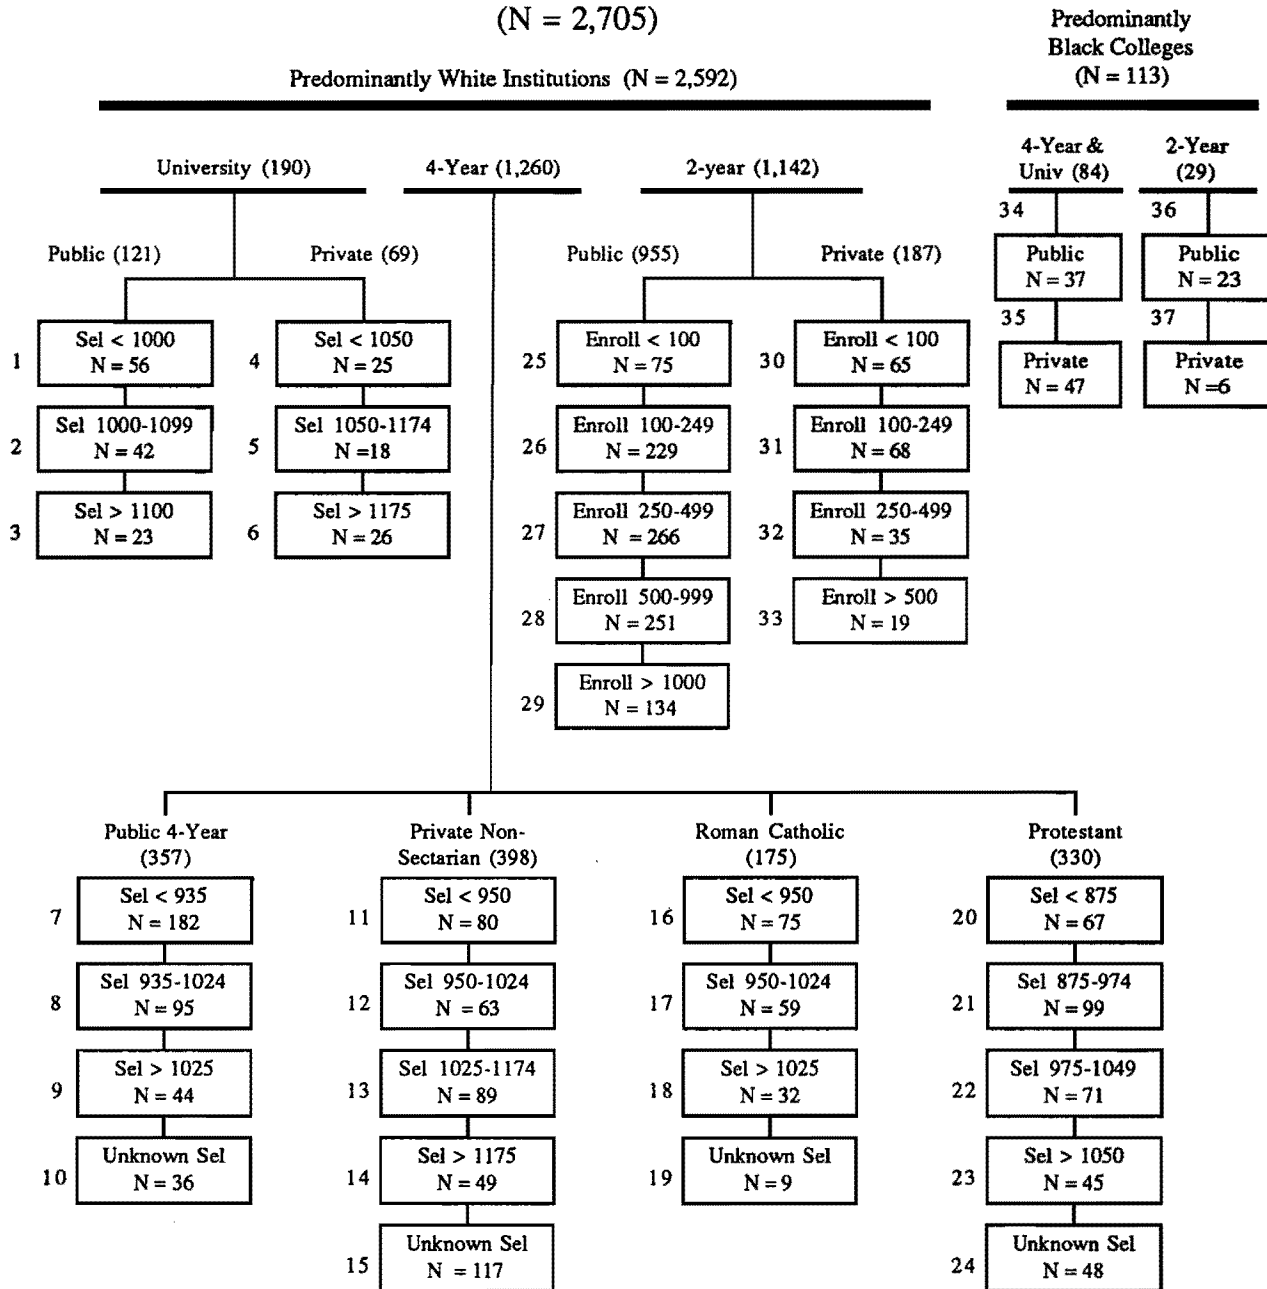 (N = 2,705)
Predominantly White Institutions (N = 2,592)
Predominantly
Black Colleges
(N = 113)
University (190)
4-Year (1,260)
2-year (1,142)
4-Year &
Univ (84)
2-Year
(29)
Public (121)
Private (69)
Public (955)
Private (187)
34
Public
N = 37
35
Private
N = 47
36
Public
N = 23
37
Private
N =6
1
Sel < 1000
N = 56
2
Sel 1000-1099
N = 42
3
Sel > 1100
N = 23
4
Sel < 1050
N = 25
5
Sel 1050-1174
N =18
6
Sel > 1175
N = 26
25
Enroll < 100
N = 75
26
Enroll 100-249
N = 229
27
Enroll 250-499
N = 266
28
Enroll 500-999
N = 251
29
Enroll > 1000
N = 134
30
Enroll < 100
N = 65
31
Enroll 100-249
N = 68
32
Enroll 250-499
N = 35
33
Enroll > 500
N = 19
Public 4-Year
(357)
7
Sel < 935
N = 182
8
Sel 935-1024
N = 95
9
Sel > 1025
N = 44
10
Unknown Sel
N = 36
Private Non-
Sectarian (398)
11
Sel < 950
N = 80
12
Sel 950-1024
N = 63
13
Sel 1025-1174
N = 89
14
Sel > 1175
N = 49
15
Unknown Sel
N = 117
Roman Catholic
(175)
16
Sel < 950
N = 75
17
Sel 950-1024
N = 59
18
Sel > 1025
N = 32
19
Unknown Sel
N = 9
Protestant
(330)
20
Sel < 875
N = 67
21
Sel 875-974
N = 99
22
Sel 975-1049
N = 71
23
Sel > 1050
N = 45
24
Unknown Sel
N = 48